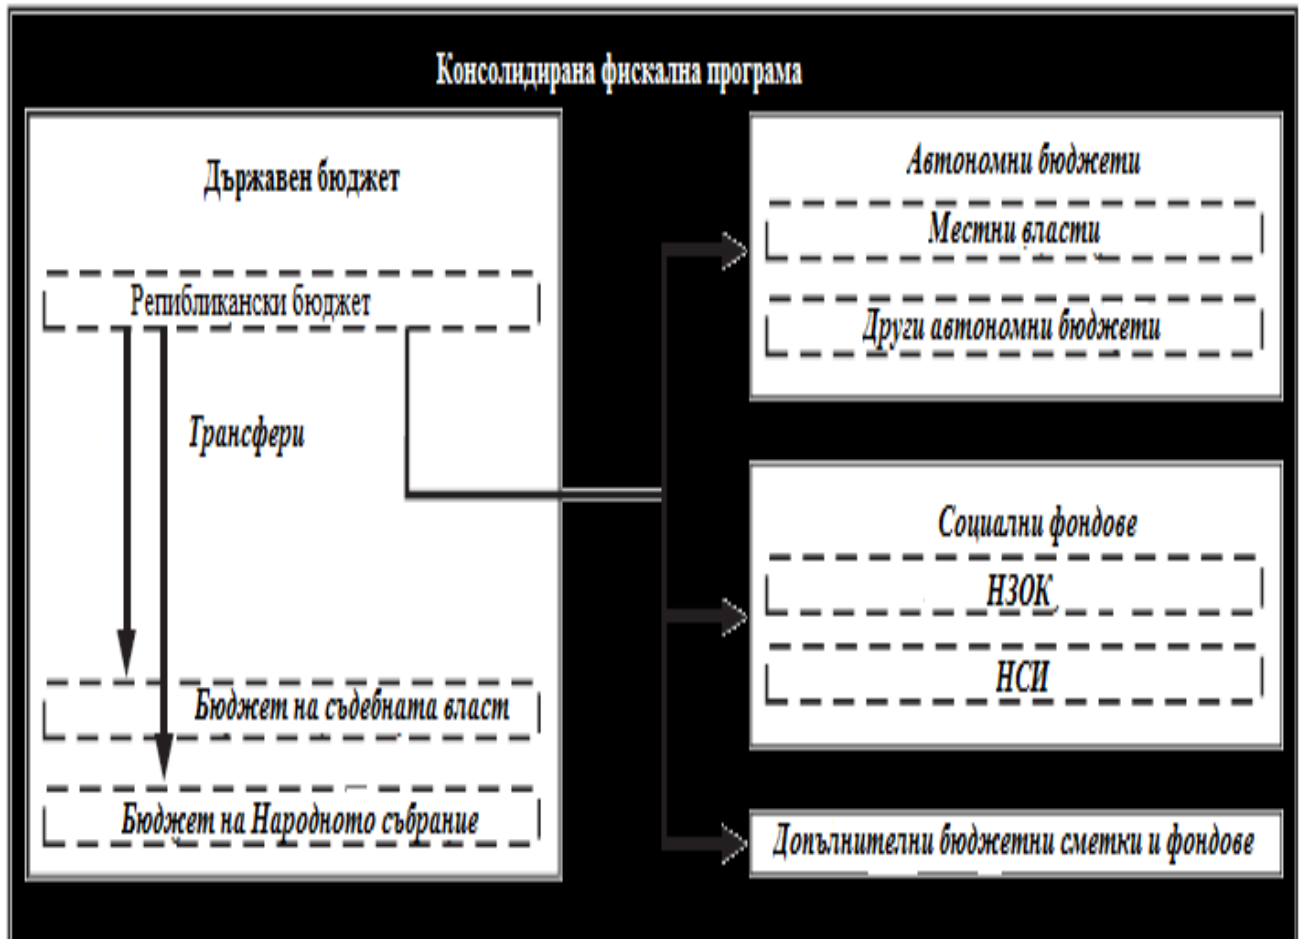 Консолидирана фискална програма
Държавен бюджет
Репибликански бюджет
Трансфери
Бюджет на съдебната власт
Бюджет на Народното събрание
Автономни бюджети
Местни власти
Други автономни бюджети
Социални фондове
НЗОК
НСИ
Допълнителни бюджетни сметки и фондове